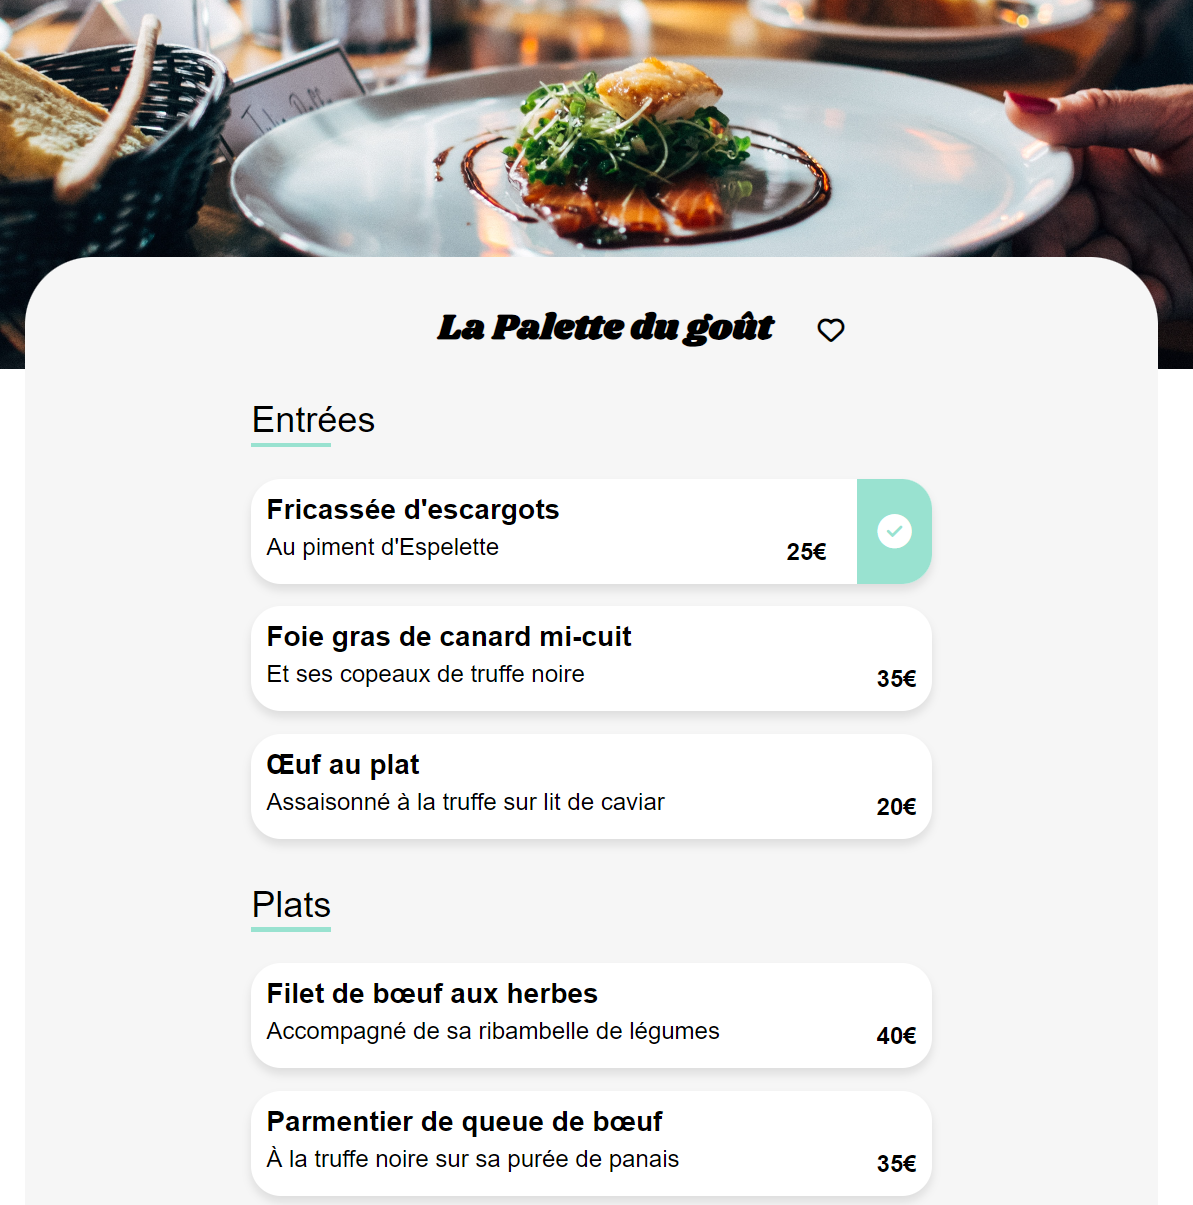 La Palette du goût
Entrées
Fricassée d'escargots
Au piment d'Espelette
25€
Foie gras de canard mi-cuit
Et ses copeaux de truffe noire
35€
Œuf au plat
Assaisonné à la truffe sur lit de caviar
20€
Plats
Filet de bœuf aux herbes
Accompagné de sa ribambelle de légumes
40€
Parmentier de queue de bœuf
À la truffe noire sur sa purée de panais
35€